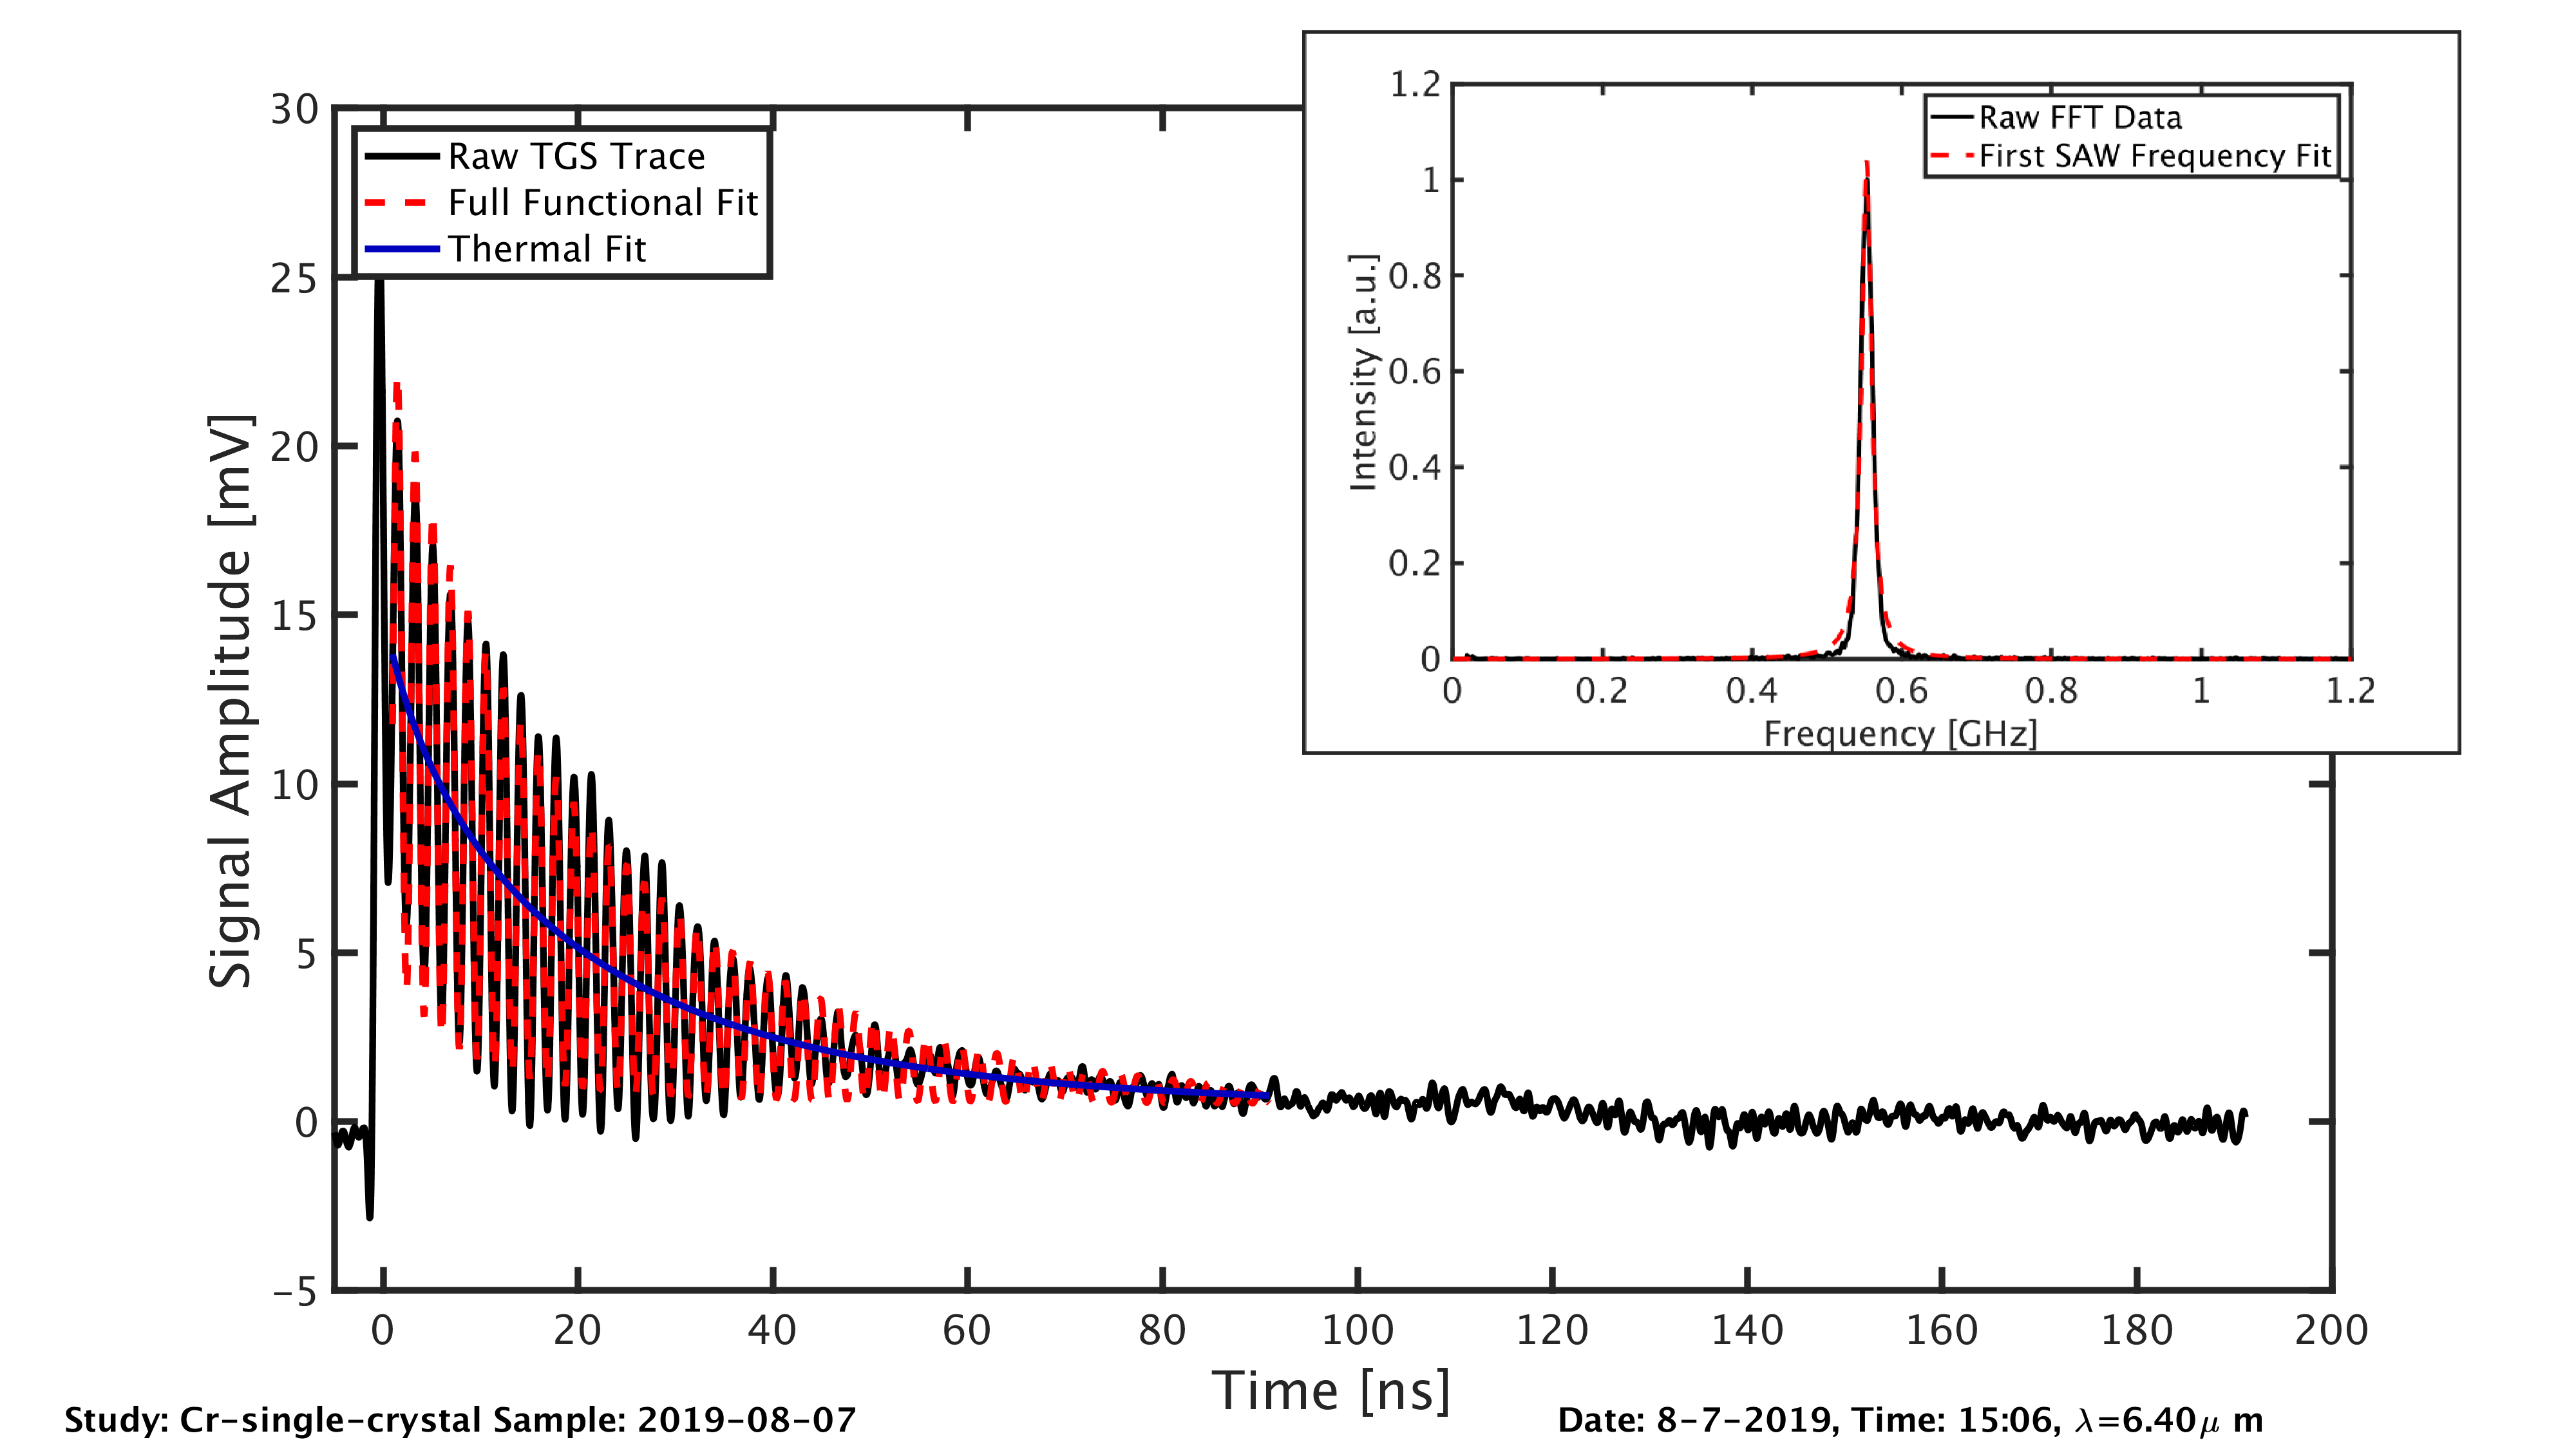 1.2
1
0.8
0.6
0.4
0.2
0
Intensity [a.u.]
Raw FFT Data
First SAW Frequency Fit
0 0.2 0.4 0.6 0.8 1 1.2
Frequency [GHz]
30
25
20
15
10
5
0
−5
Signal Amplitude [mV]
Raw TGS Trace
Full Functional Fit
Thermal Fit
0 20 40 60 80 100 120 140 160 180 200
Time [ns]
Study: Cr-single-crystal Sample: 2019-08-07
Date: 8-7-2019, Time: 15:06, λ=6.40μ m